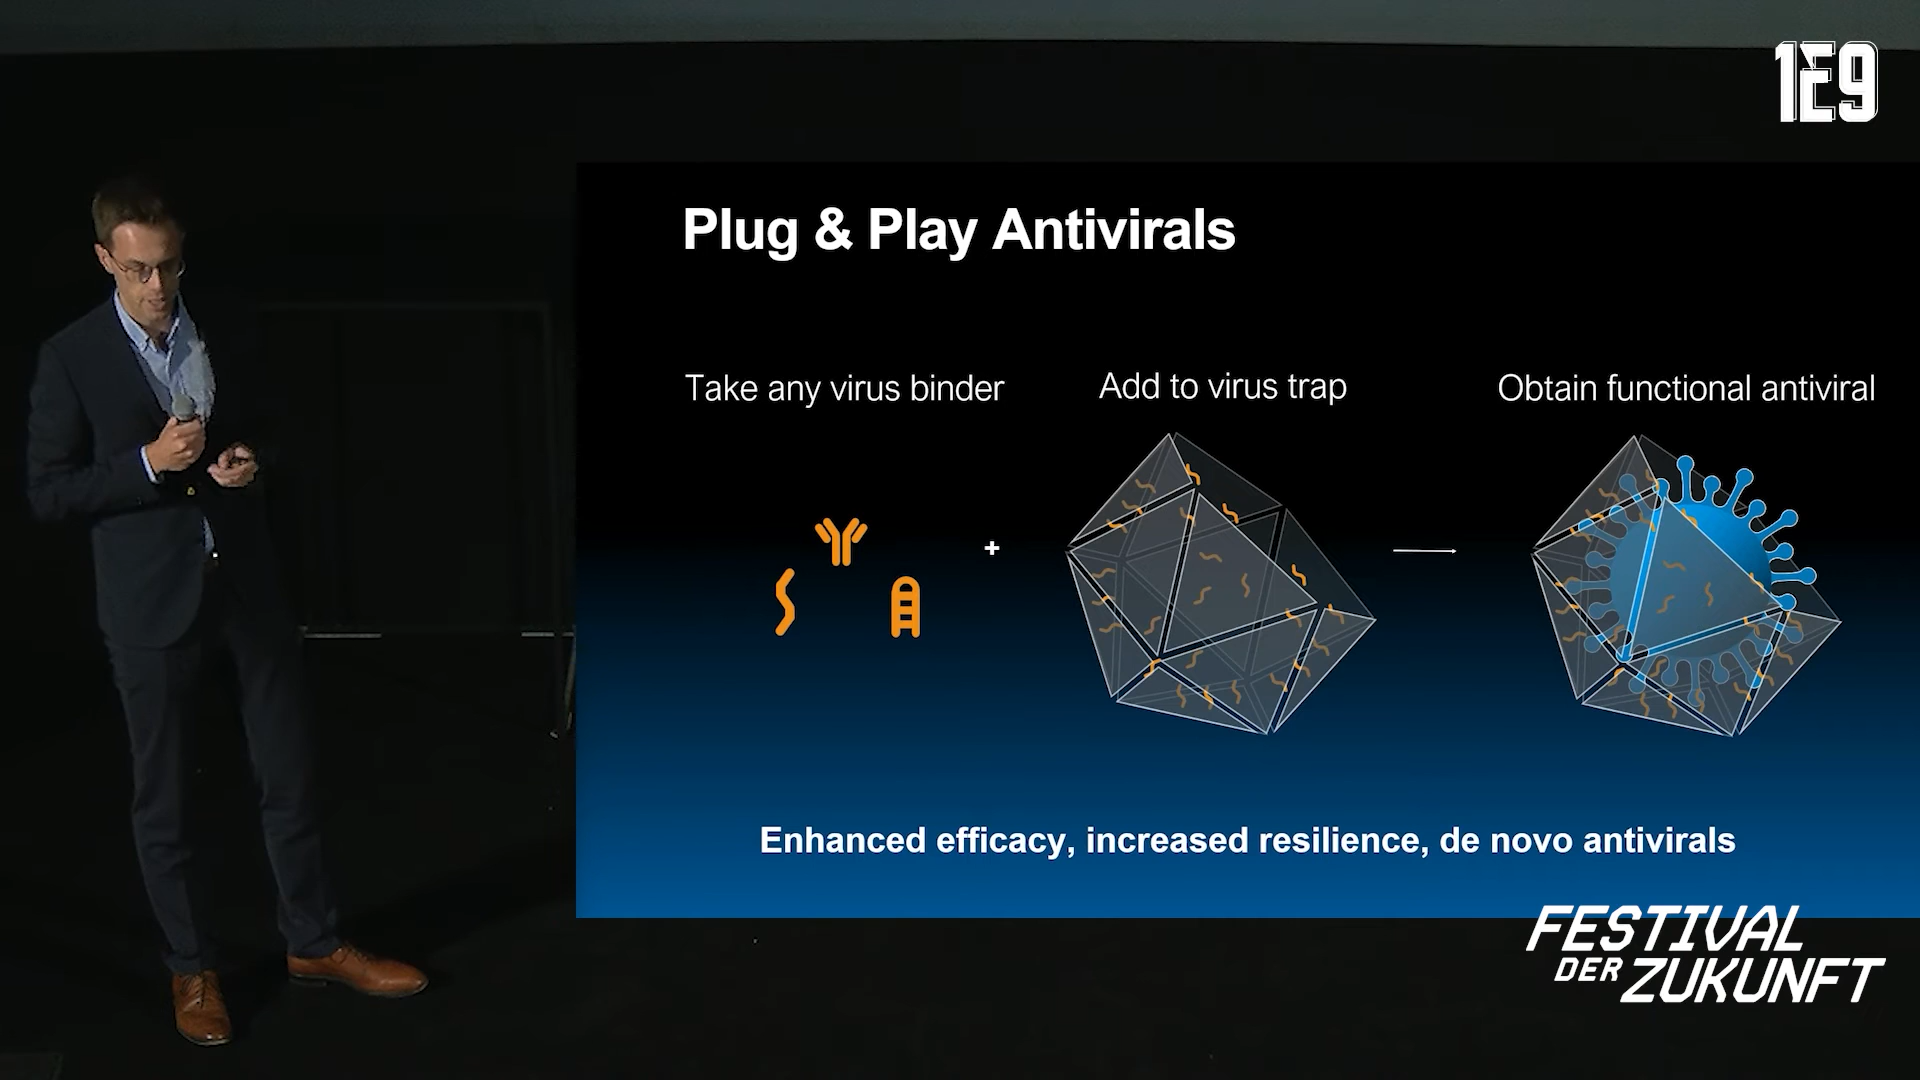 1E9
Plug & Play Antivirals
Take any virus binder
Add to virus trap
Obtain functional antiviral
+
Enhanced efficacy, increased resilience, de novo antivirals
FESTIVAL
DER ZUKUNFT